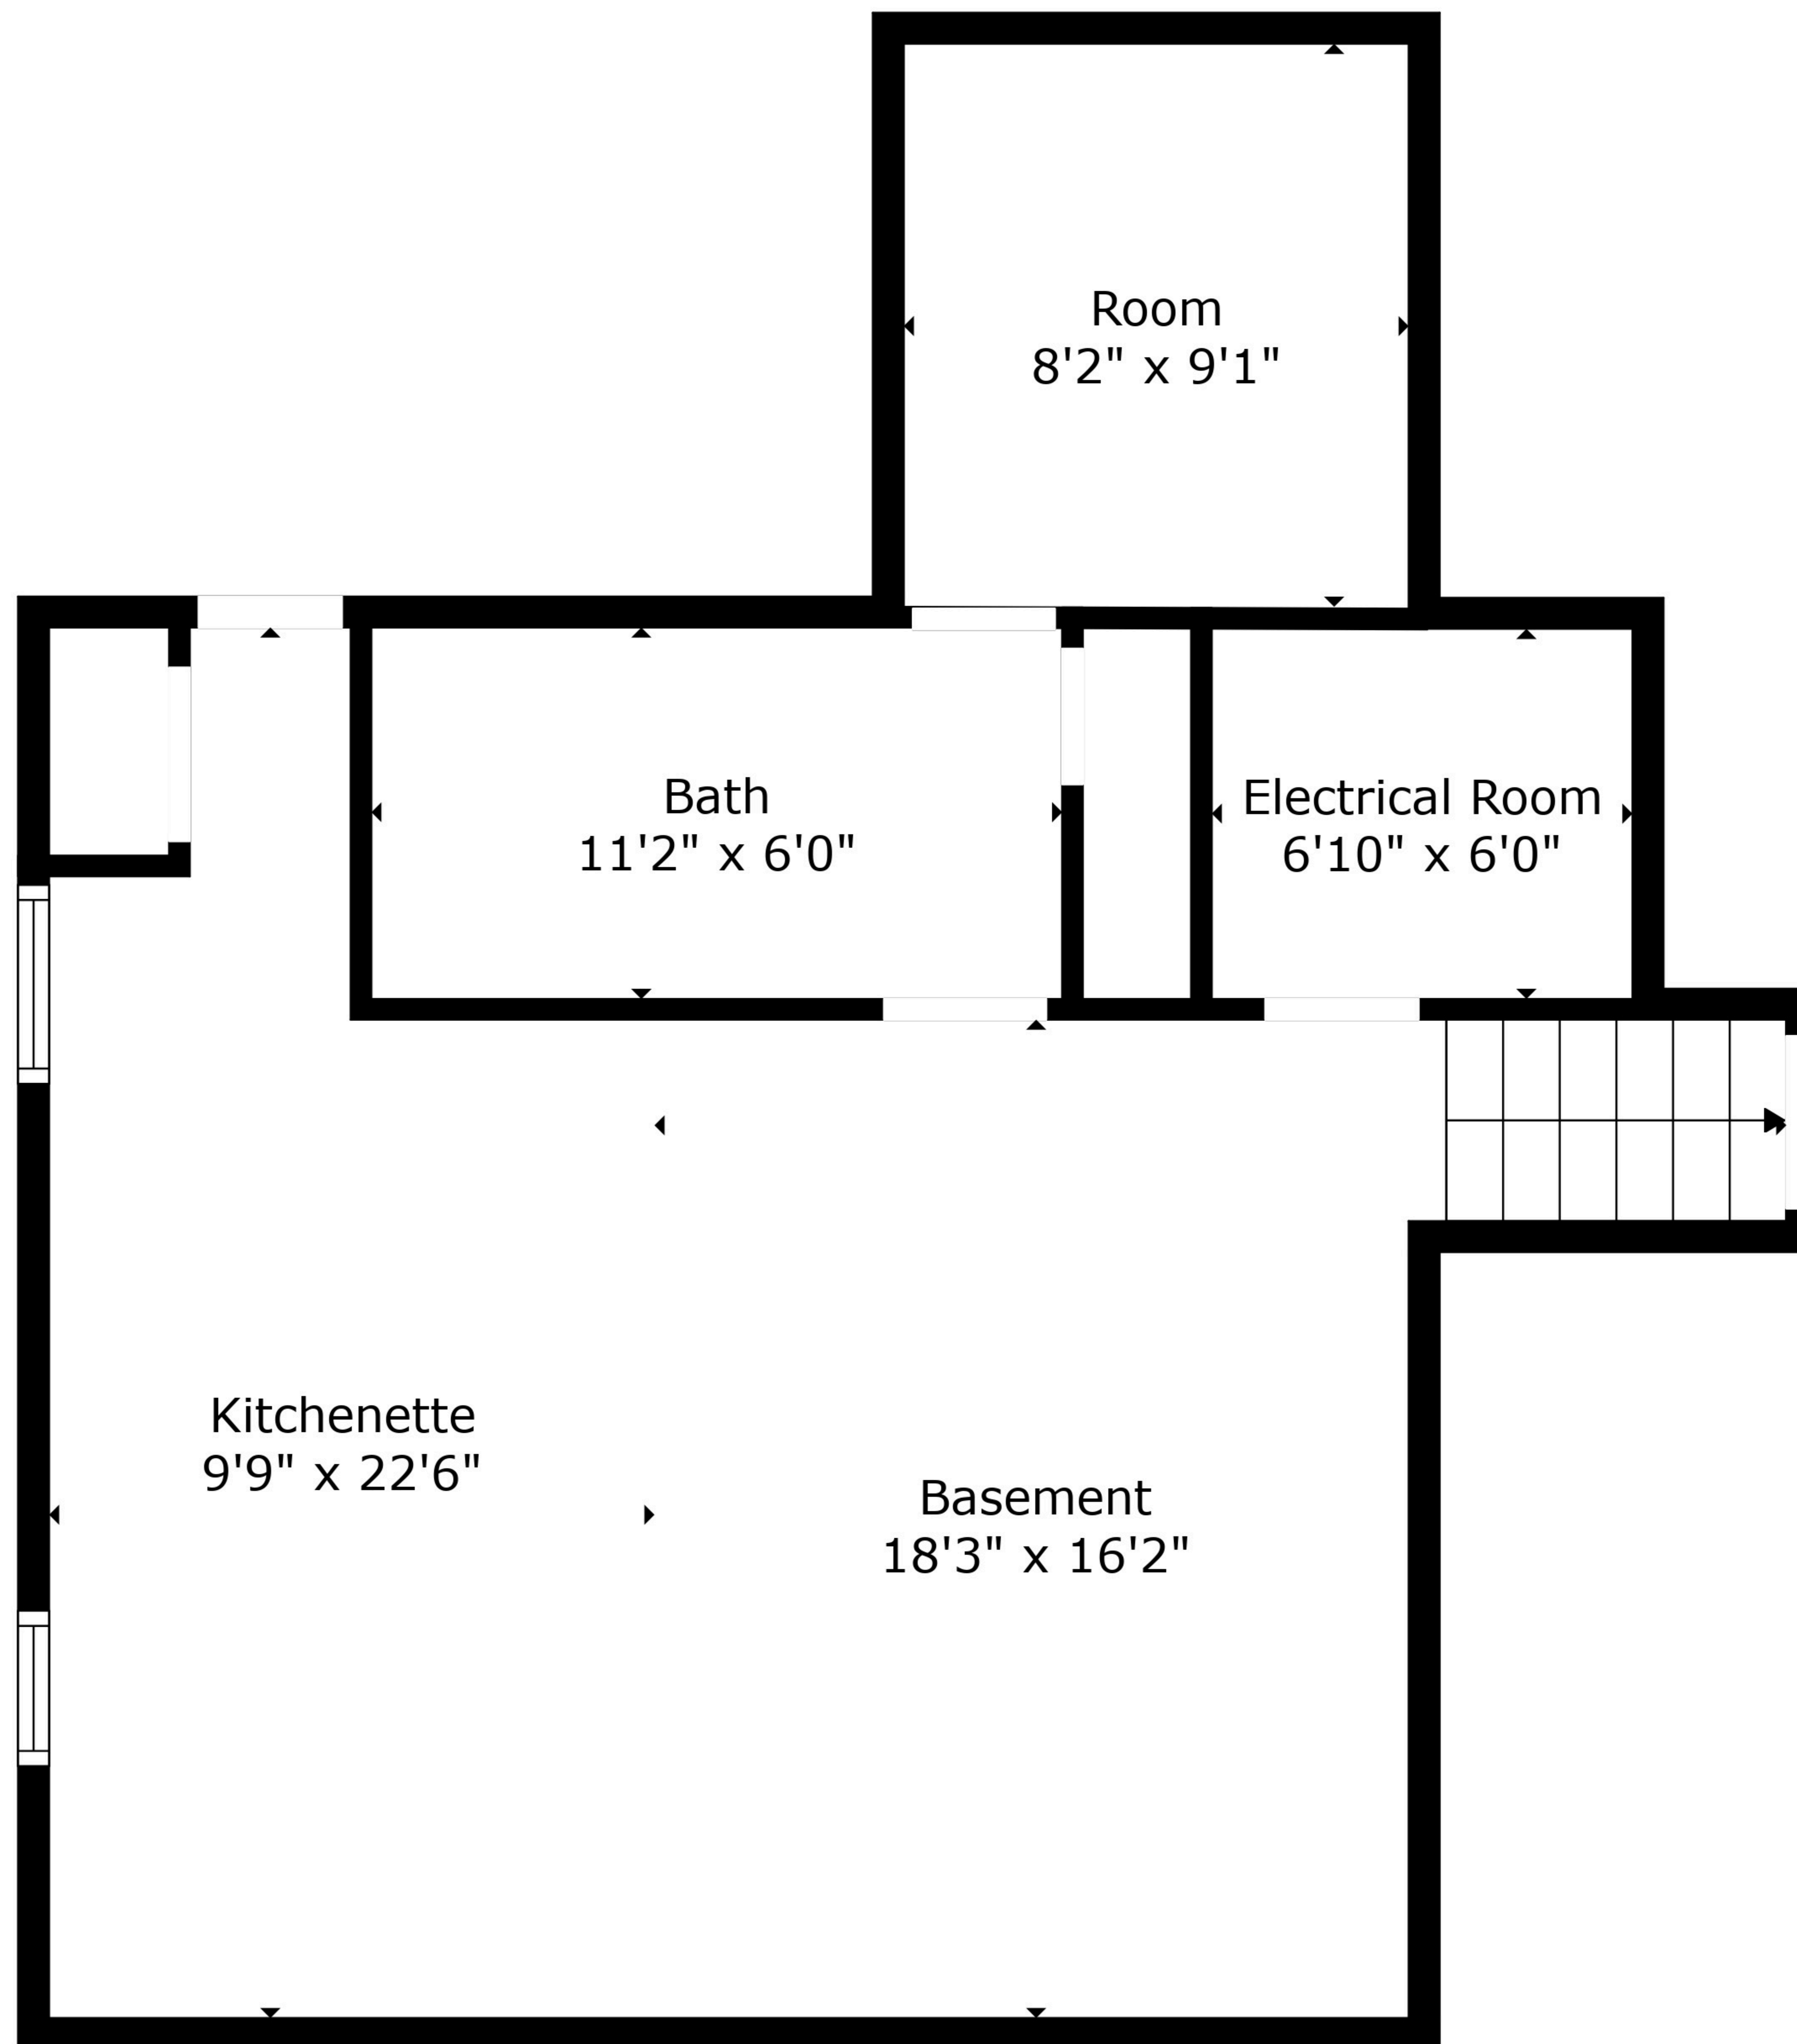 Room
8'2" x 9'1"
Bath
11'2" x 6'0"
Electrical Room
6'10" x 6'0"
Kitchenette
9'9" x 22'6"
Basement
18'3" x 16'2"